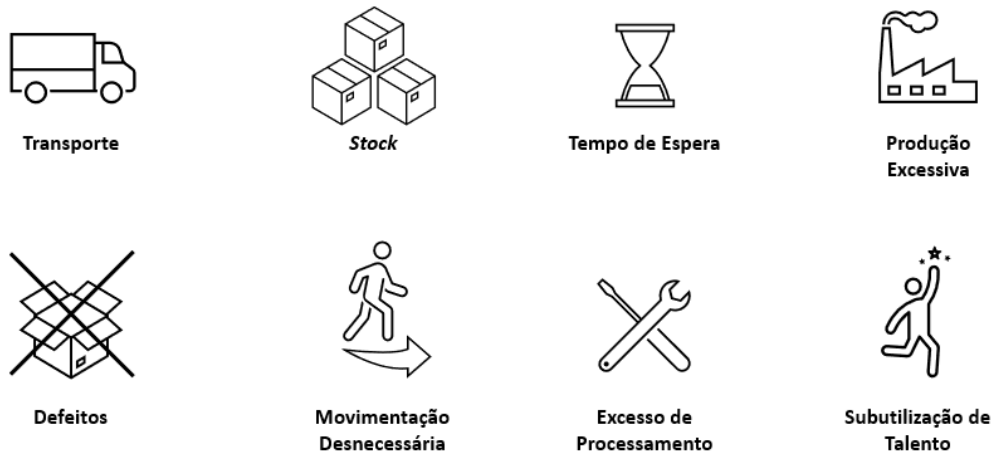 Transporte
Stock
Tempo de Espera
Produção
Excessiva
Defeitos
Movimentação
Desnecessária
Excesso de
Processamento
Subutilização de
Talento